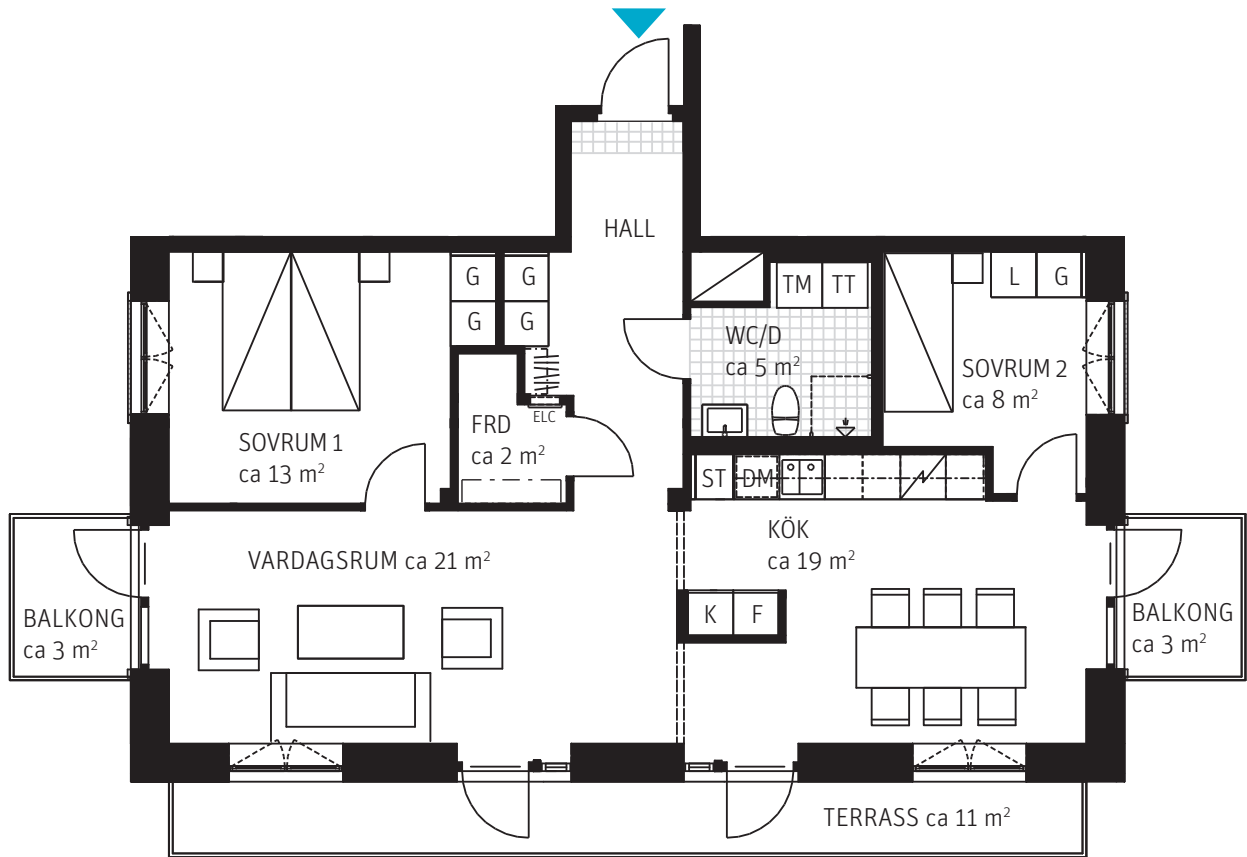 HALL
G
G
G
G
TM
TT
L
G
WC/D
ca 5 m²
SOVRUM 2
ca 8 m²
SOVRUM 1
ca 13 m²
ELC
FRD
ca 2 m²
ST
DM
KÖK
ca 19 m²
VARDAGSRUM ca 21 m²
K
F
BALKONG
ca 3 m²
BALKONG
ca 3 m²
TERRASS ca 11 m²